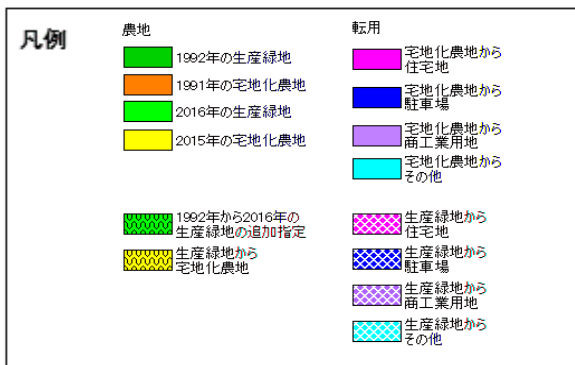 凡例
農地
1992年の生産緑地
1991年の宅地化農地
2016年の生産緑地
2015年の宅地化農地
1992年から2016年の
生産緑地の追加指定
生産緑地から
宅地化農地
転用
宅地化農地から
住宅地
宅地化農地から
駐車場
宅地化農地から
商工業用地
宅地化農地から
その他
生産緑地から
住宅地
生産緑地から
駐車場
生産緑地から
商工業用地
生産緑地から
その他